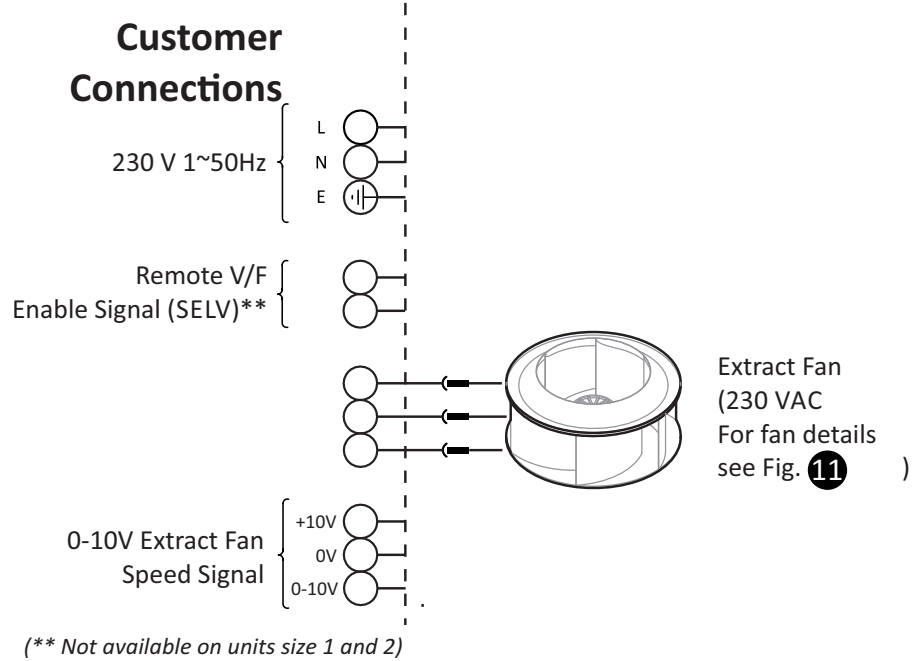 Customer
Connections
L
230 V 1~50Hz
N
E
Remote V/F
Enable Signal (SELV)**
Extract Fan
(230 VAC
For fan details
see Fig. 11 )
+10V
0-10V Extract Fan
0V
Speed Signal
0-10V
.
(** Not available on units size 1 and 2)